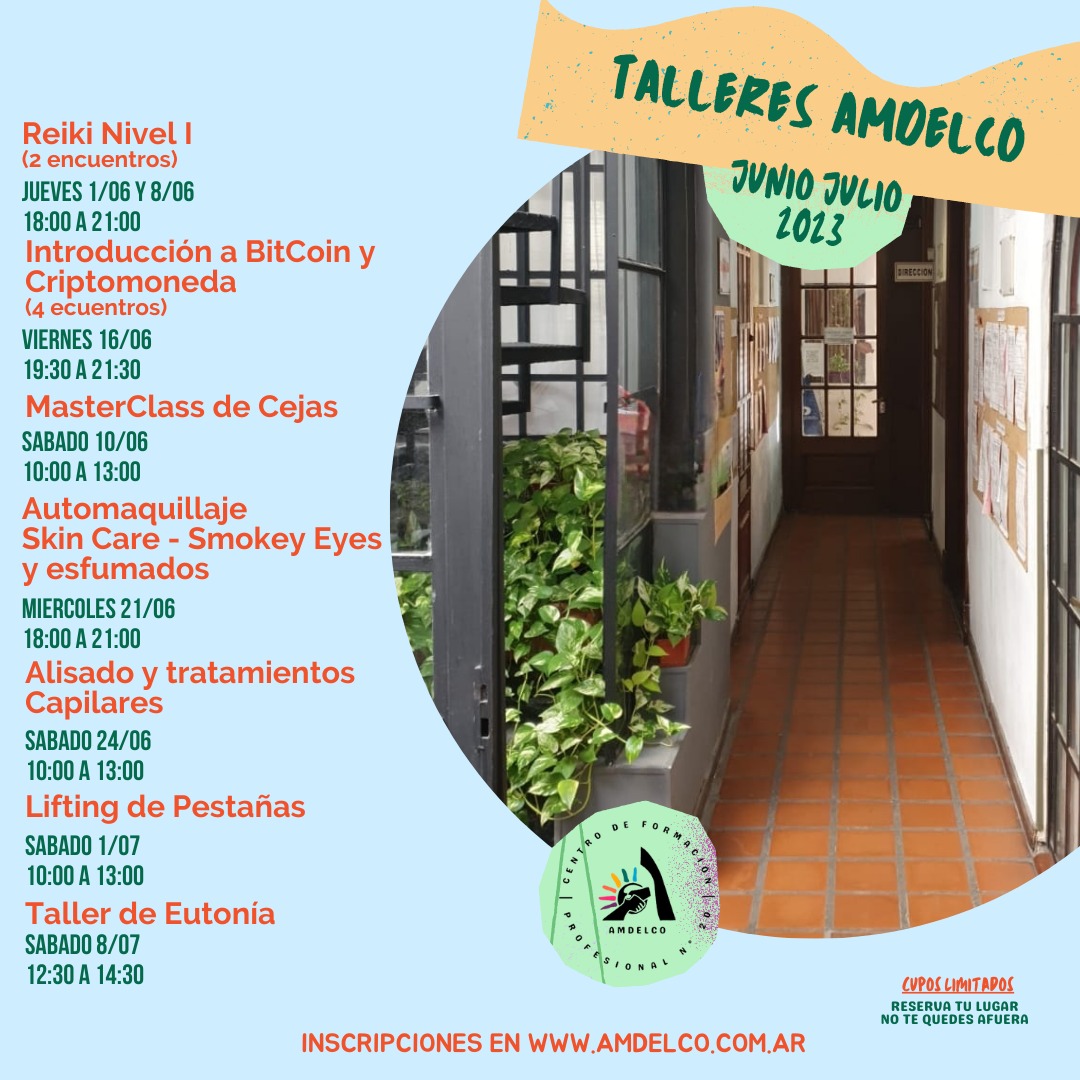 TALLERES AMDELCO
JUNIO JULIO
2023
DIRECCION
Reiki Nivel I
(2 encuentros)
JUEVES 1/06 Y 8/06
18:00 A 21:00
Introducción a BitCoin y
Criptomoneda
(4 ecuentros)
VIERNES 16/06
19:30 A 21:30
MasterClass de Cejas
SABADO 10/06
10:00 A 13:00
Automaquillaje
Skin Care - Smokey Eyes
y esfumados
MIERCOLES 21/06
18:00 A 21:00
Alisado y tratamientos
Capilares
SABADO 24/06
10:00 A 13:00
Lifting de Pestañas
SABADO 1/07
10:00 A 13:00
Taller de Eutonía
SABADO 8/07
12:30 A 14:30
| CENTRO DE FORMACIÓN |
PROFESIONAL N° 20
AMDELCO
CUPOS LIMITADOS
RESERVA TU LUGAR
NO TE QUEDES AFUERA
INSCRIPCIONES EN WWW.AMDELCO.COM.AR